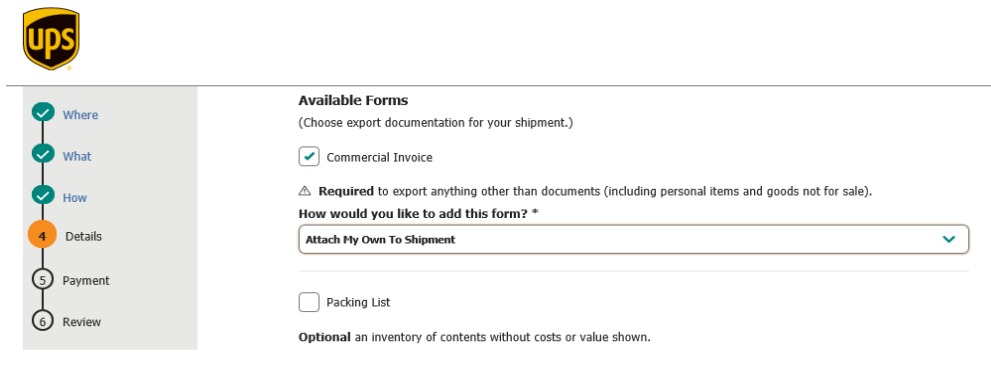 ups
Where
What
How
4 Details
5 Payment
6 Review
Available Forms
(Choose export documentation for your shipment.)
Commercial Invoice
Required to export anything other than documents (including personal items and goods not for sale).
How would you like to add this form? *
Attach My Own To Shipment
Packing List
Optional an inventory of contents without costs or value shown.